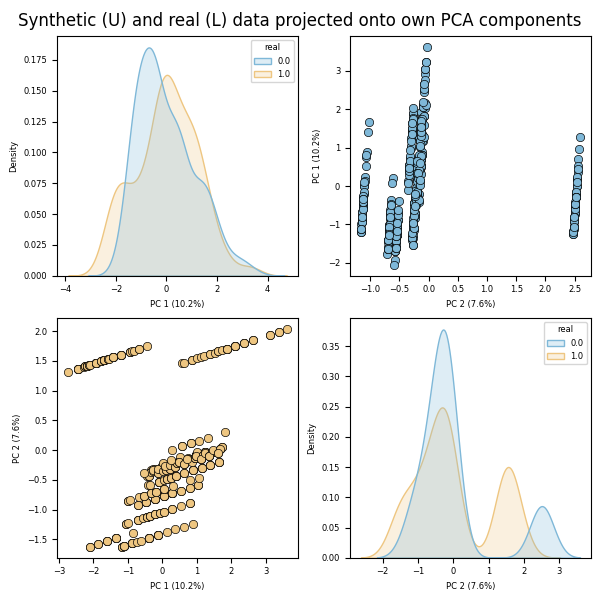 Synthetic (U) and real (L) data projected onto own PCA components
real
0.0
1.0
0.175
0.150
0.125
0.100
0.075
0.050
0.025
0.000
Density
−4 −2 0 2 4
PC 1 (10.2%)
3
2
1
0
−1
−2
PC 1 (10.2%)
−1.0 −0.5 0.0 0.5 1.0 1.5 2.0 2.5
PC 2 (7.6%)
2.0
1.5
1.0
0.5
0.0
−0.5
−1.0
−1.5
PC 2 (7.6%)
−3 −2 −1 0 1 2 3
PC 1 (10.2%)
real
0.0
1.0
0.35
0.30
0.25
0.20
0.15
0.10
0.05
0.00
Density
−2 −1 0 1 2 3
PC 2 (7.6%)